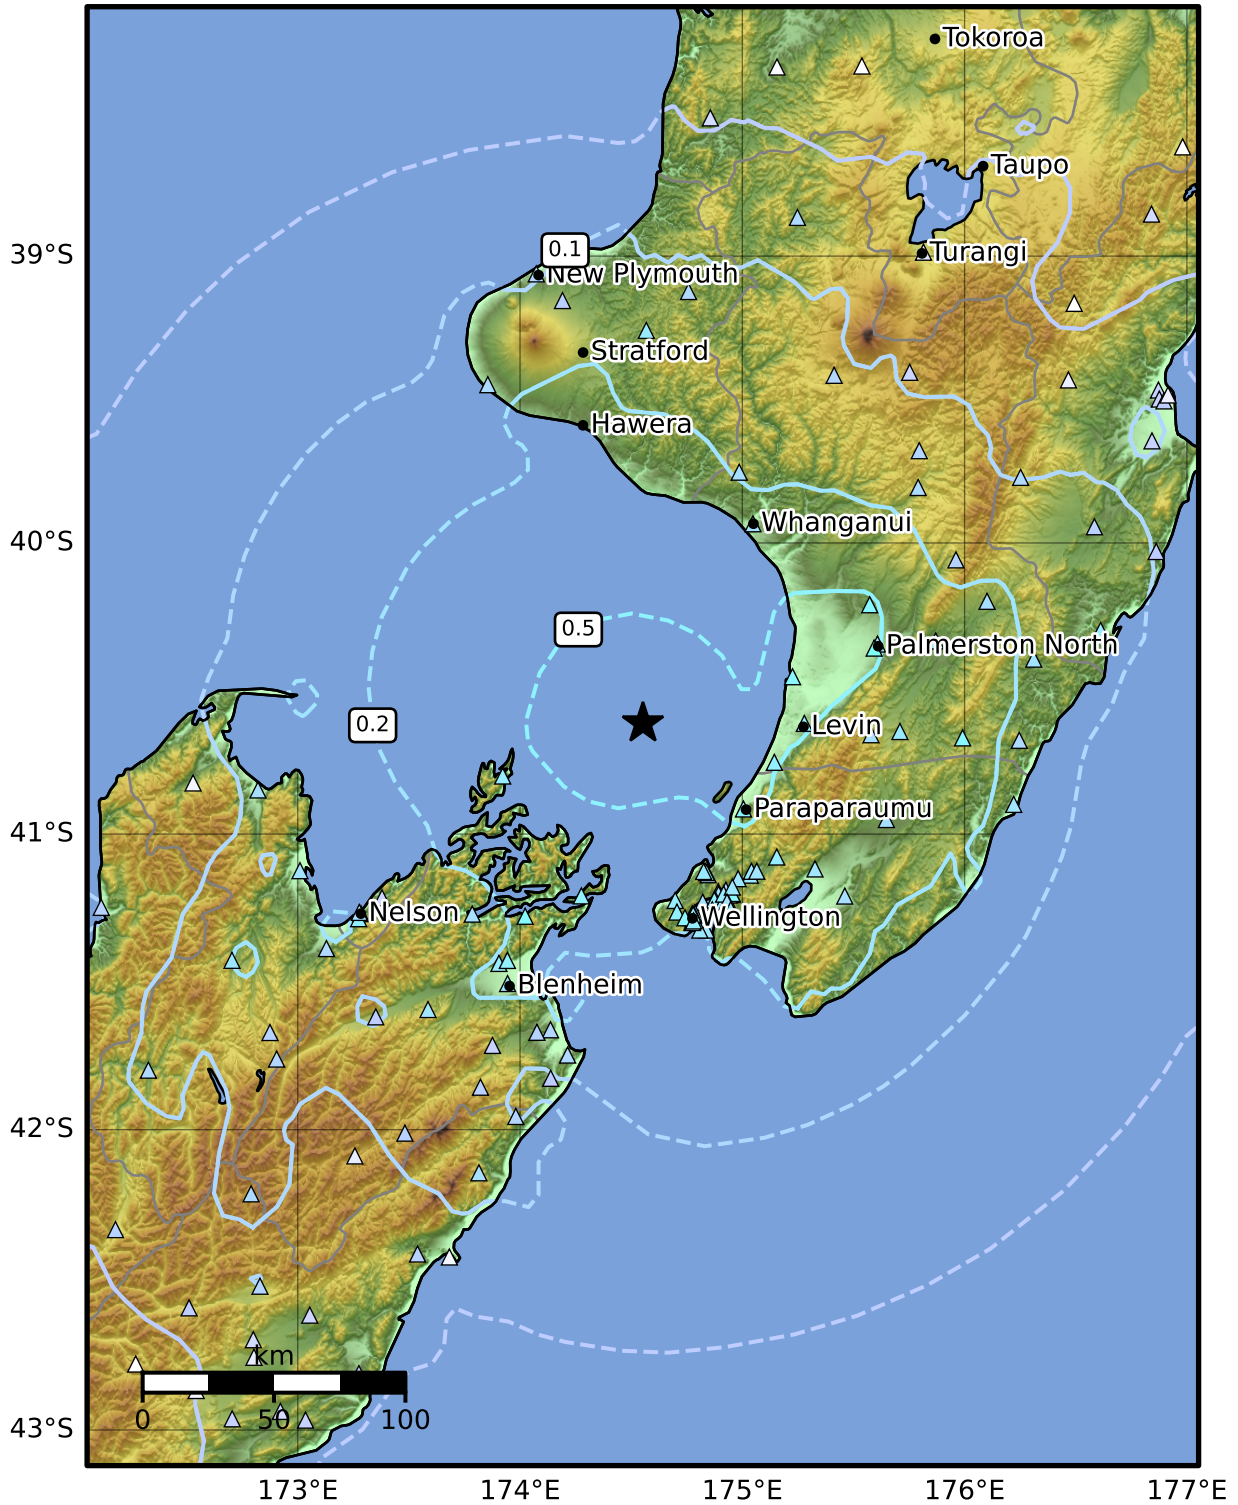 Tokoroa
Taupo
39°S
0.1
Turangi
New Plymouth
Stratford
Hawera
Whanganui
40°S
0.5
Palmerston North
0.2
Levin
Paraparaumu
41°S
Nelson
Wellington
Blenheim
42°S
km
0 50 100
43°S
173°E 174°E 175°E 176°E 177°E